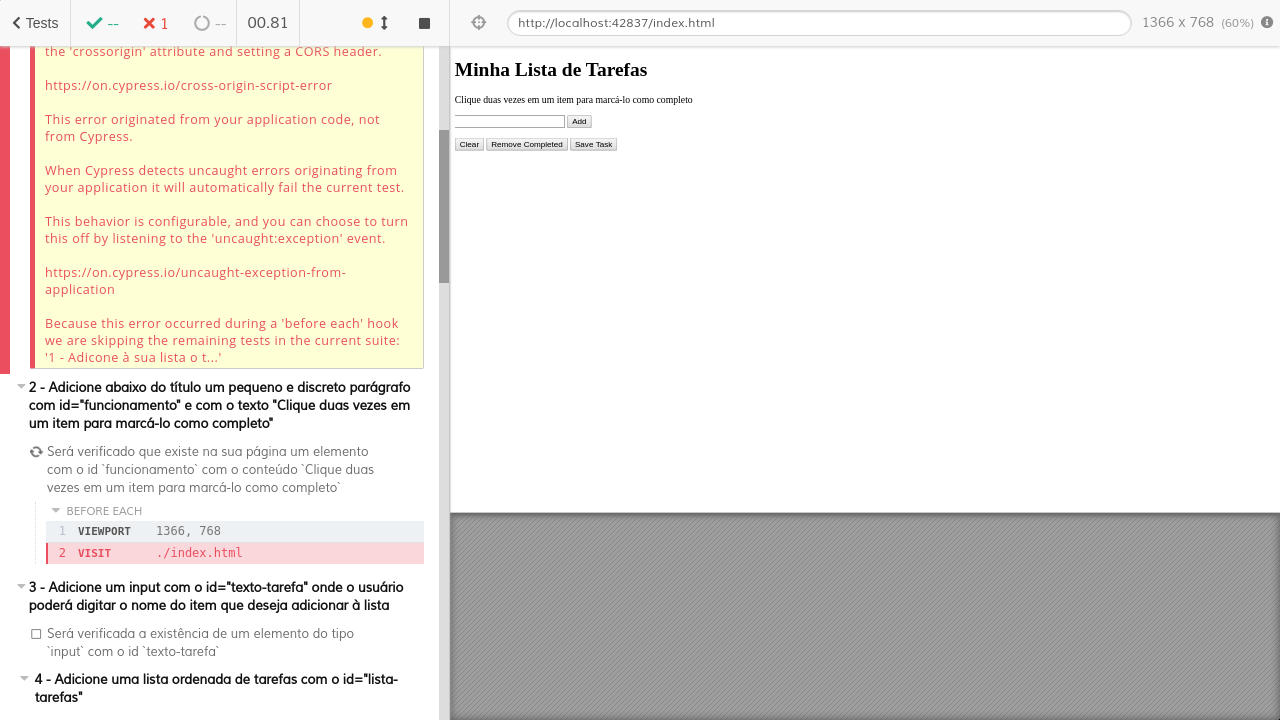 Tests
--
1
--
00.81
http://localhost:42837/index.html
1366 x 768 (60%)
the 'crossorigin' attribute and setting a CORS header.
https://on.cypress.io/cross-origin-script-error
This error originated from your application code, not
from Cypress.
When Cypress detects uncaught errors originating from
your application it will automatically fail the current test.
This behavior is configurable, and you can choose to turn
this off by listening to the 'uncaught:exception' event.
https://on.cypress.io/uncaught-exception-from-
application
Because this error occurred during a 'before each' hook
we are skipping the remaining tests in the current suite:
'1 - Adicone à sua lista o t...'
2 - Adicione abaixo do título um pequeno e discreto parágrafo
com id="funcionamento" e com o texto "Clique duas vezes em
um item para marcá-lo como completo"
Será verificado que existe na sua página um elemento
com o id `funcionamento` com o conteúdo `Clique duas
vezes em um item para marcá-lo como completo`
BEFORE EACH
1 VIEWPORT 1366, 768
2 VISIT ./index.html
3 - Adicione um input com o id="texto-tarefa" onde o usuário
poderá digitar o nome do item que deseja adicionar à lista
Será verificada a existência de um elemento do tipo
`input` com o id `texto-tarefa`
4 - Adicione uma lista ordenada de tarefas com o id="lista-
tarefas"
Minha Lista de Tarefas
Clique duas vezes em um item para marcá-lo como completo
Add
Clear Remove Completed Save Task